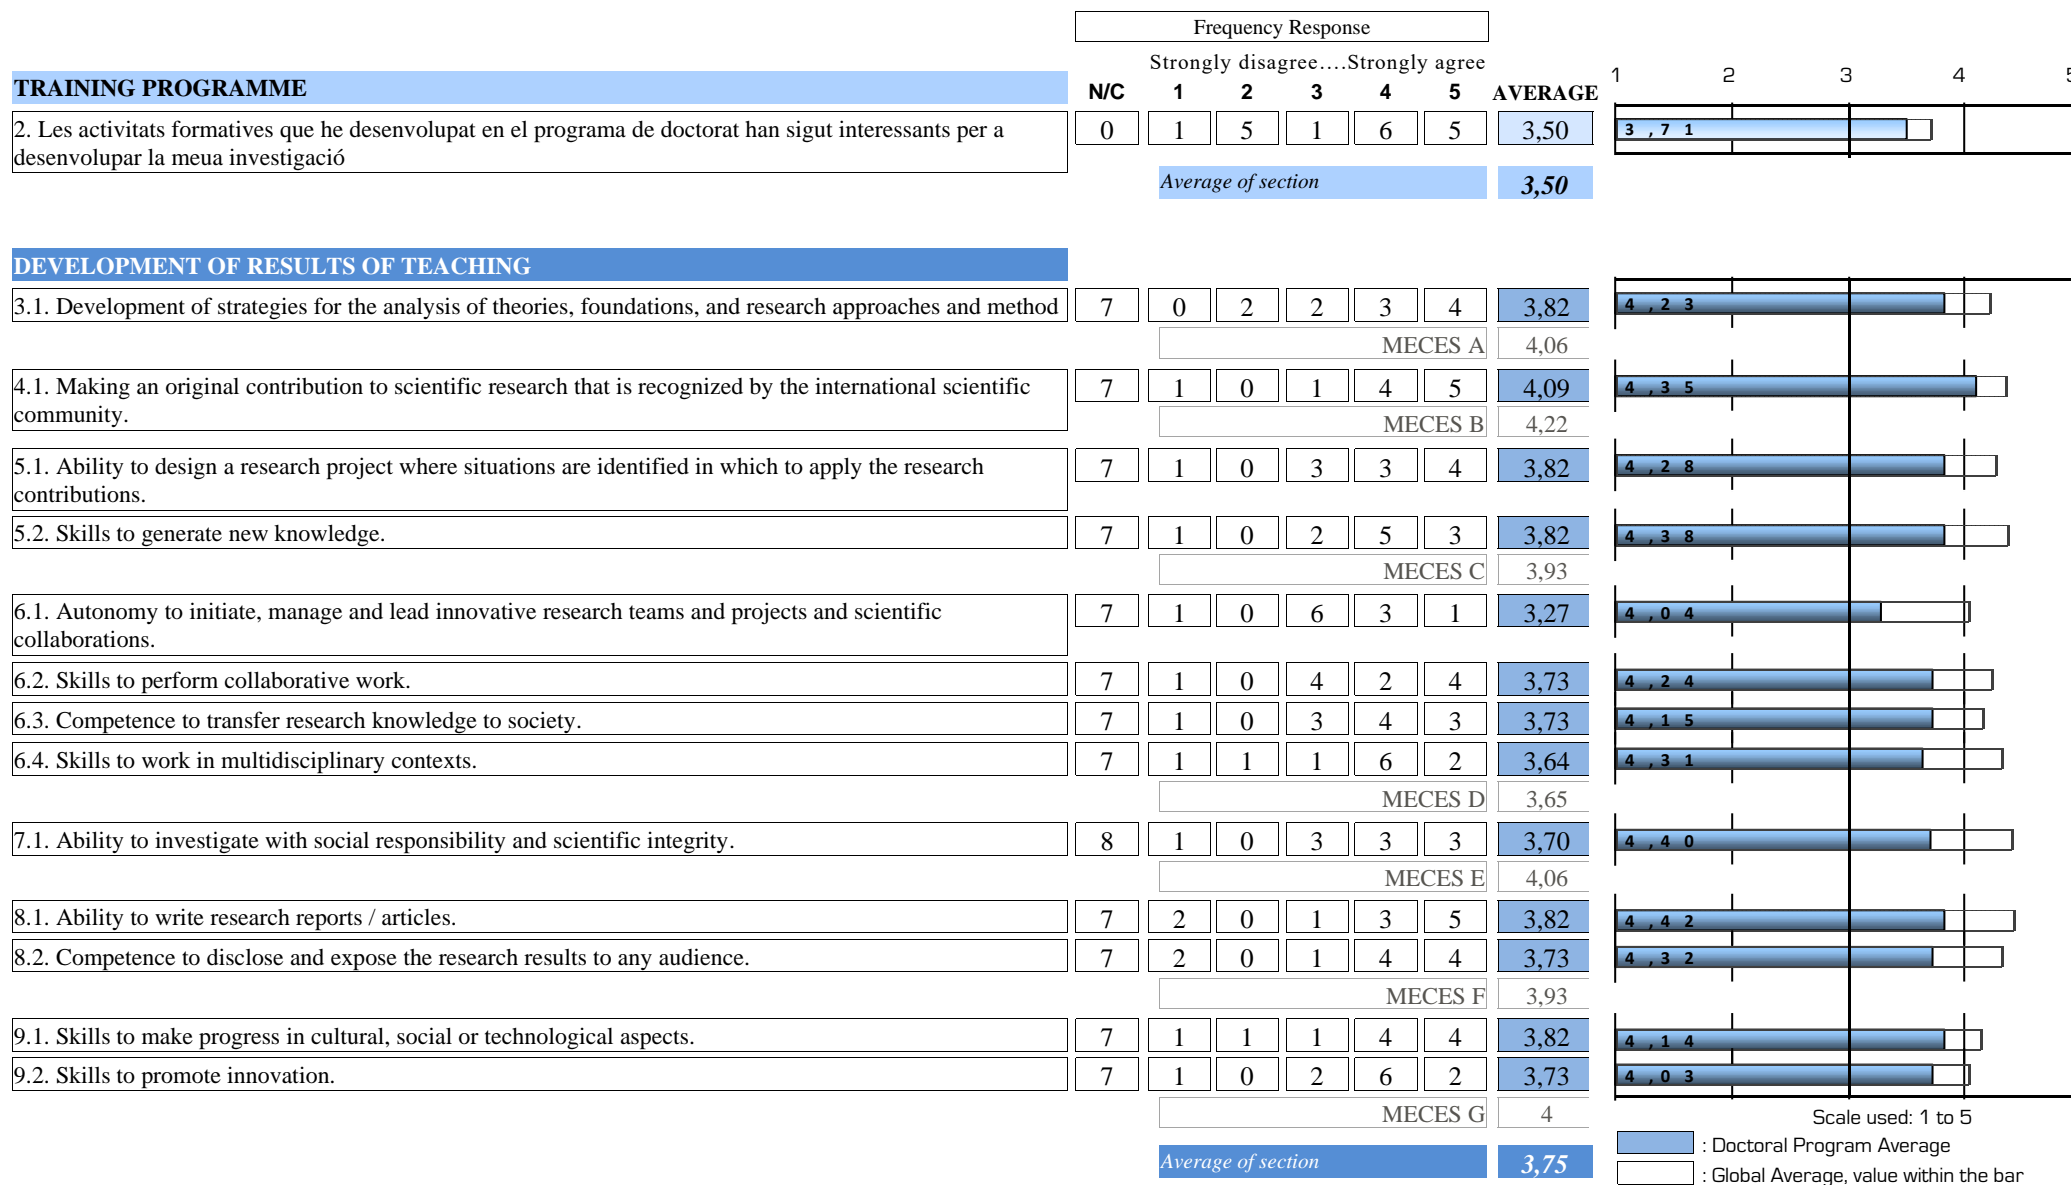 Frequency Response
Strongly disagree....Strongly agree
TRAINING PROGRAMME N/C 1 2 3 4 5 AVERAGE 1 2 3 4 5
2. Les activitats formatives que he desenvolupat en el programa de doctorat han sigut interessants per a 0 1 5 1 6 5 3,50 3,71
desenvolupar la meua investigació
Average of section 3,50
DEVELOPMENT OF RESULTS OF TEACHING
3.1. Development of strategies for the analysis of theories, foundations, and research approaches and method 7 0 2 2 3 4 3,82 4,23
MECES A 4,06
4.1. Making an original contribution to scientific research that is recognized by the international scientific 7 1 0 1 4 5 4,09 4,35
community.
MECES B 4,22
5.1. Ability to design a research project where situations are identified in which to apply the research 7 1 0 3 3 4 3,82 4,28
contributions.
5.2. Skills to generate new knowledge. 7 1 0 2 5 3 3,82 4,38
MECES C 3,93
6.1. Autonomy to initiate, manage and lead innovative research teams and projects and scientific 7 1 0 6 3 1 3,27 4,04
collaborations.
6.2. Skills to perform collaborative work. 7 1 0 4 2 4 3,73 4,24
6.3. Competence to transfer research knowledge to society. 7 1 0 3 4 3 3,73 4,15
6.4. Skills to work in multidisciplinary contexts. 7 1 1 1 6 2 3,64 4,31
MECES D 3,65
7.1. Ability to investigate with social responsibility and scientific integrity. 8 1 0 3 3 3 3,70 4,40
MECES E 4,06
8.1. Ability to write research reports / articles. 7 2 0 1 3 5 3,82 4,42
8.2. Competence to disclose and expose the research results to any audience. 7 2 0 1 4 4 3,73 4,32
MECES F 3,93
9.1. Skills to make progress in cultural, social or technological aspects. 7 1 1 1 4 4 3,82 4,14
9.2. Skills to promote innovation. 7 1 0 2 6 2 3,73 4,03
MECES G 4
Scale used: 1 to 5
: Doctoral Program Average
Average of section 3,75
: Global Average, value within the bar